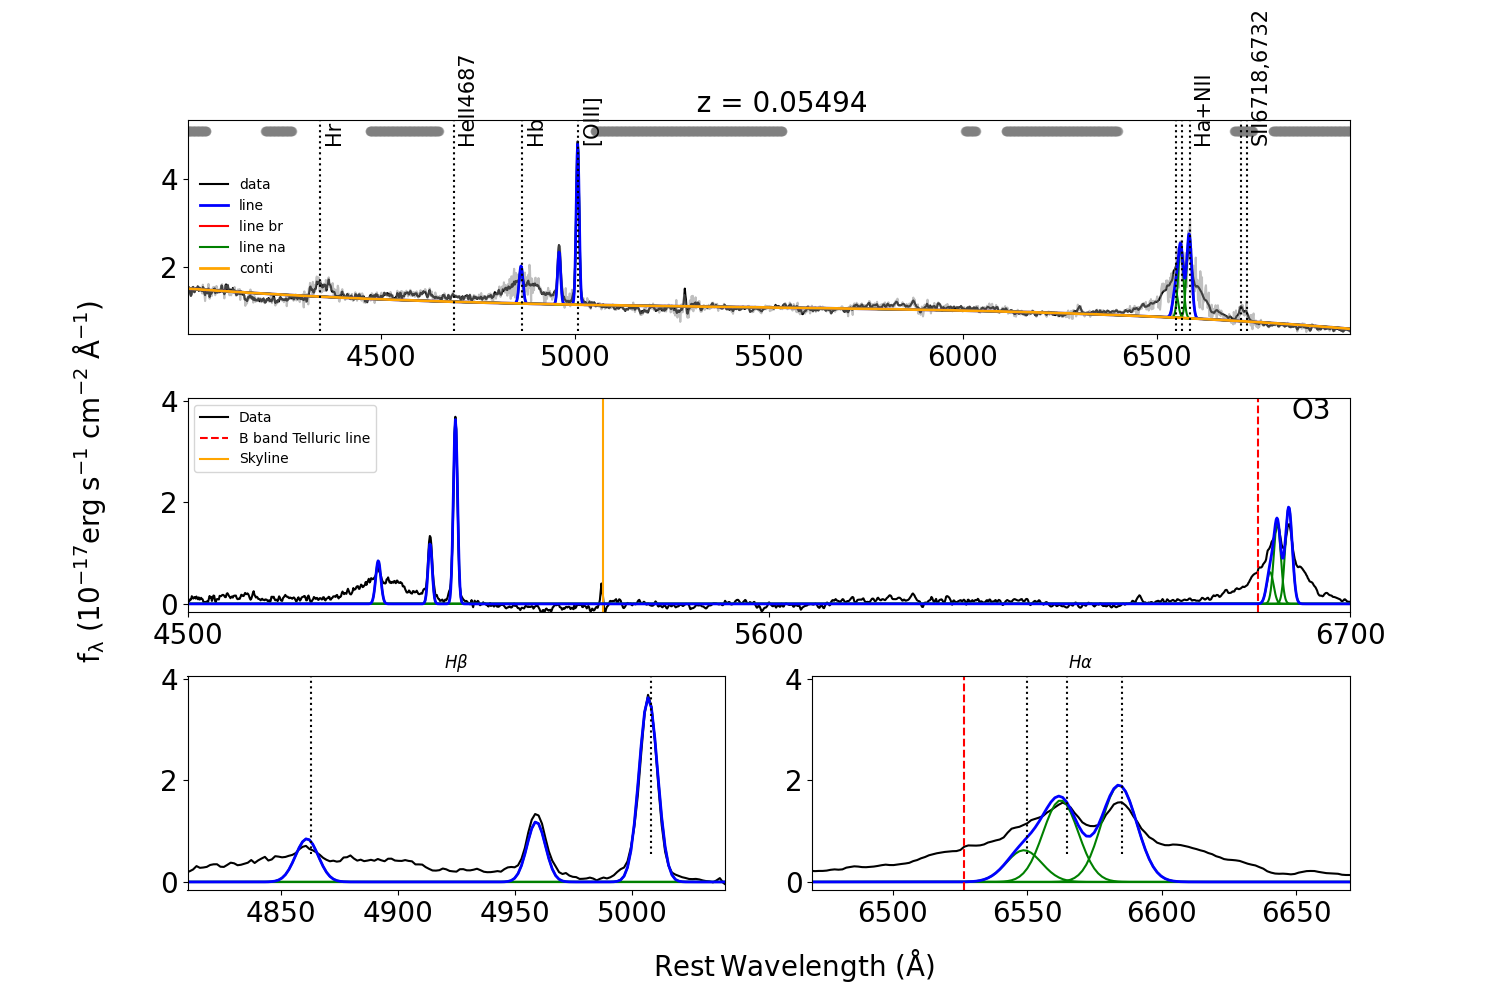 z = 0.05494
Hr
HeII4687
Hb
[OIII]
Ha+NII
SII6718,6732
data
line
line br
line na
conti
4
2
4500 5000 5500 6000 6500
f_λ (10⁻¹⁷erg s⁻¹ cm⁻² Å⁻¹)
O3
Data
B band Telluric line
Skyline
4
2
0
4500 5600 6700
Hβ
4
2
0
4850 4900 4950 5000
Hα
4
2
0
6500 6550 6600 6650
Rest Wavelength (Å)